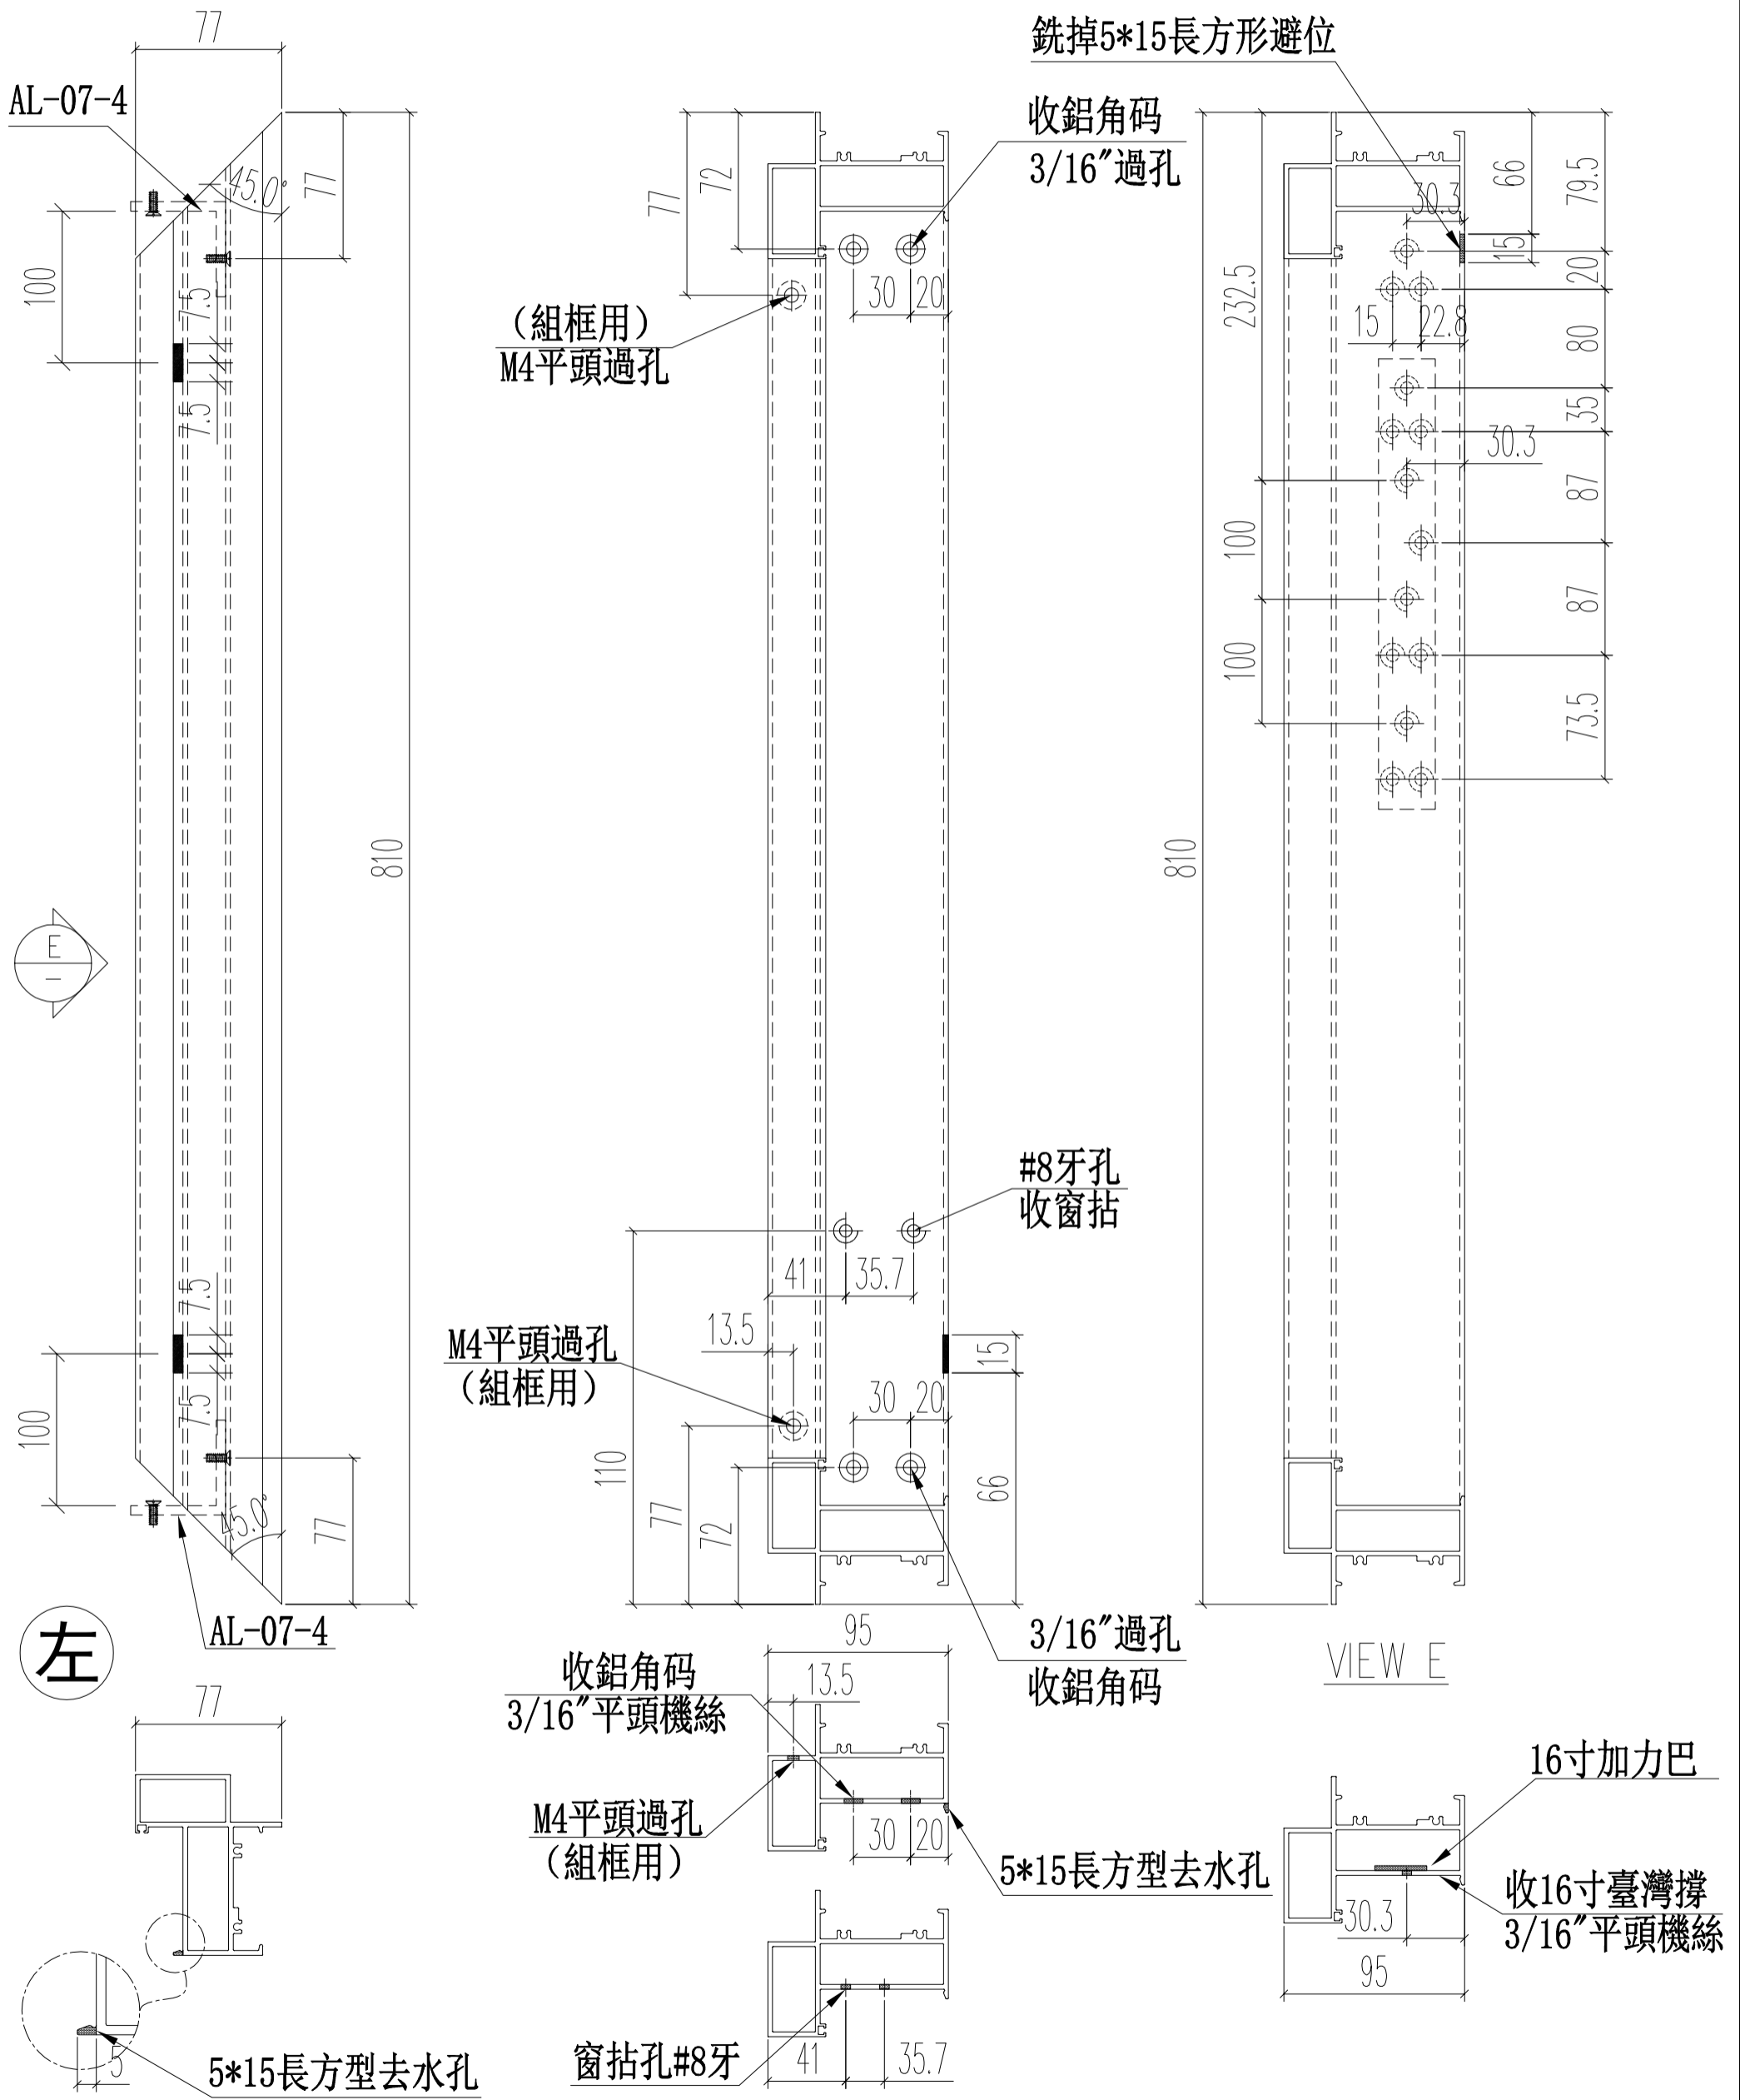 77
AL-07-4
45.0°
77
100
7.5
7.5
810
E
-
7.5
7.5
100
45.0°
77
AL-07-4
左
77
5
5*15長方型去水孔
77
72
30
20
(組框用)
M4平頭過孔
收鋁角码
3/16"過孔
#8牙孔
收窗拈
41
35.7
13.5
M4平頭過孔
(組框用)
15
30
20
110
77
72
66
3/16"過孔
收鋁角码
銑掉5*15長方形避位
66
79.5
30.3
15
20
232.5
15
22.8
80
35
30.3
87
100
87
100
73.5
810
VIEW E
95
13.5
收鋁角码
3/16"平頭機絲
M4平頭過孔
(組框用)
30
20
5*15長方型去水孔
窗拈孔#8牙
41
35.7
16寸加力巴
收16寸臺灣撐
3/16"平頭機絲
30.3
95